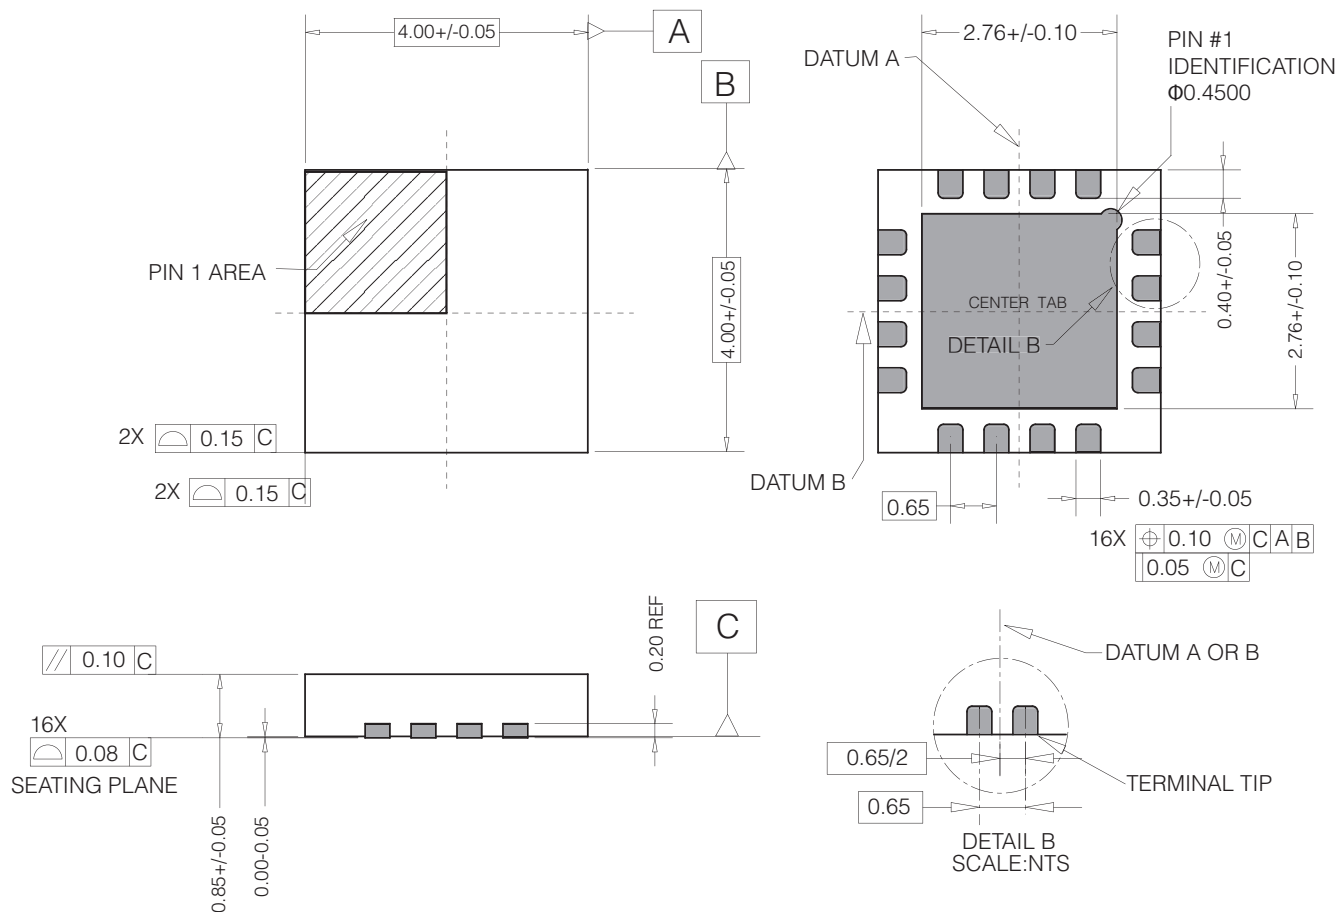 4.00+/-0.05
A
B
PIN 1 AREA
4.00+/-0.05
2X 0.15 C
2X 0.15 C
2.76+/-0.10
DATUM A
PIN #1
IDENTIFICATION
Φ0.4500
0.40+/-0.05
2.76+/-0.10
CENTER TAB
DETAIL B
DATUM B
0.65
0.35+/-0.05
16X ⌖ 0.10 Ⓜ C A B
0.05 Ⓜ C
// 0.10 C
16X
0.08 C
SEATING PLANE
0.85+/-0.05
0.00-0.05
0.20 REF
C
DATUM A OR B
0.65/2
TERMINAL TIP
0.65
DETAIL B
SCALE:NTS